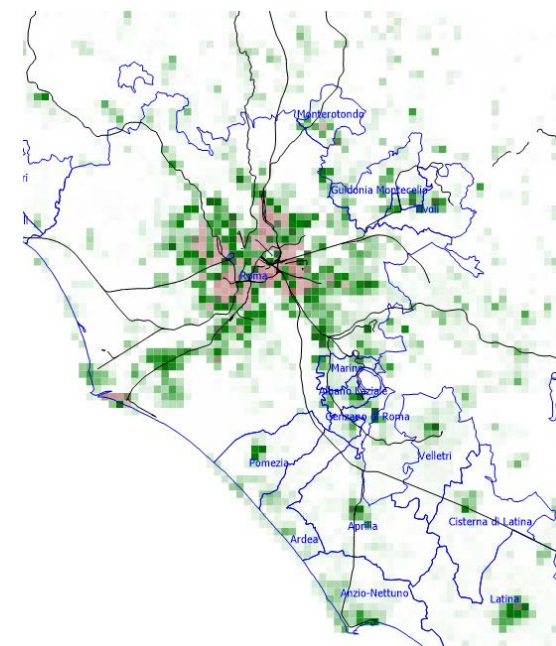 Monterotondo
Guidonia Montecelio
Tivoli
ri
Roma
Marino
Albano Laziale
Genzano di Roma
Velletri
Pomezia
Cisterna di Latina
Aprilia
Ardea
Anzio-Nettuno
Latina